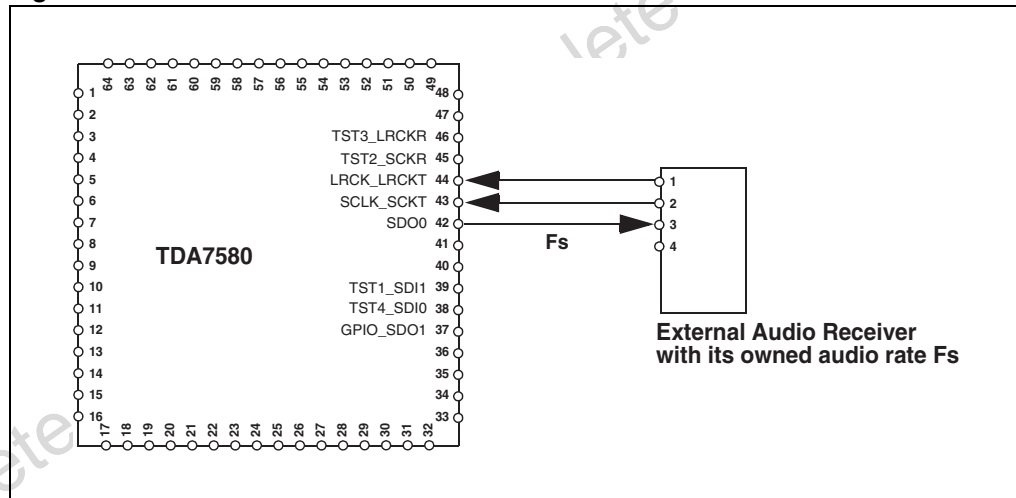 64 63 62 61 60 59 58 57 56 55 54 53 52 51 50 49
1
2
3
4
5
6
7
8
9
10
11
12
13
14
15
16
TDA7580
48
47
TST3_LRCKR 46
TST2_SCKR 45
LRCK_LRCKT 44
SCLK_SCKT 43
SDO0 42
41
40
TST1_SDI1 39
TST4_SDI0 38
GPIO_SDO1 37
36
35
34
33
17 18 19 20 21 22 23 24 25 26 27 28 29 30 31 32
Fs
1
2
3
4
External Audio Receiver
with its owned audio rate Fs